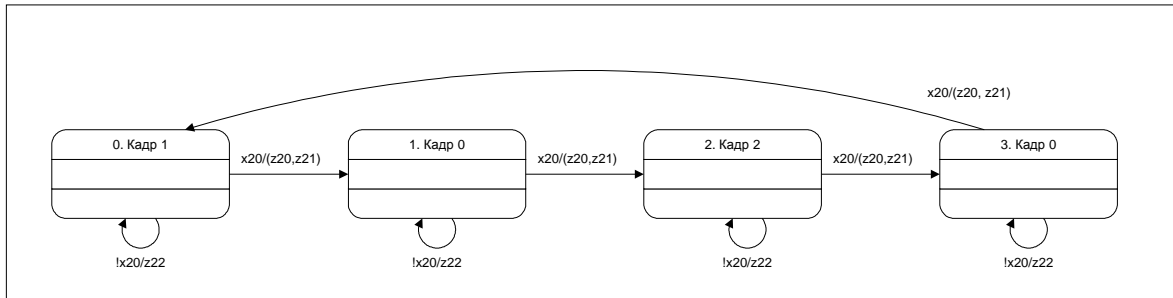 x20/(z20, z21)
0. Кадр 1
1. Кадр 0
2. Кадр 2
3. Кадр 0
x20/(z20,z21)
x20/(z20,z21)
x20/(z20,z21)
!x20/z22
!x20/z22
!x20/z22
!x20/z22